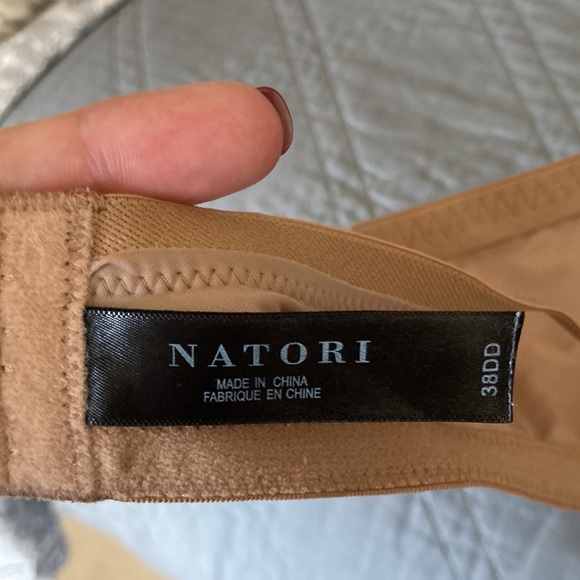 NATORI
MADE IN CHINA
FABRIQUE EN CHINE
38DD